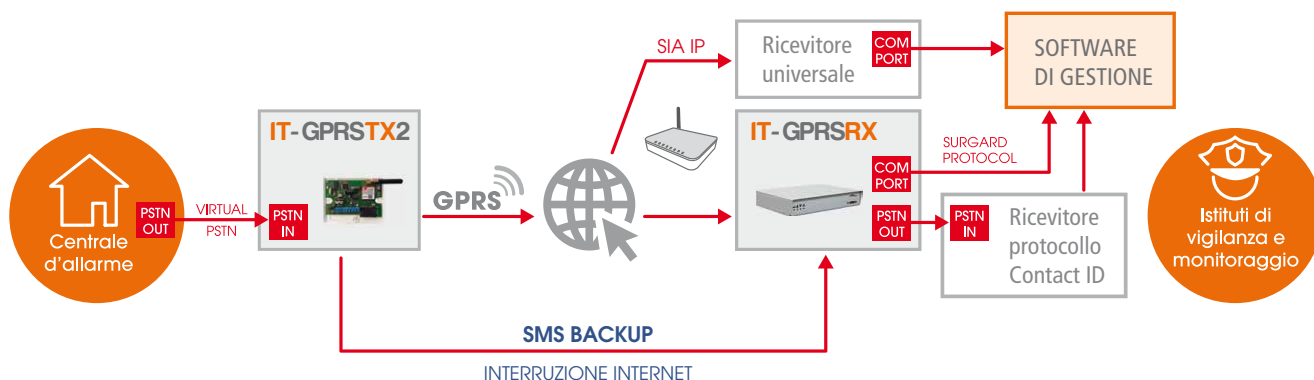 Centrale
d'allarme
PSTN
OUT
VIRTUAL
PSTN
IT-GPRSTX2
PSTN
IN
GPRS
SIA IP
Ricevitore
universale
COM
PORT
SOFTWARE
DI GESTIONE
IT-GPRSRX
COM
PORT
PSTN
OUT
SURGARD
PROTOCOL
PSTN
IN
Ricevitore
protocollo
Contact ID
Istituti di
vigilanza e
monitoraggio
SMS BACKUP
INTERRUZIONE INTERNET